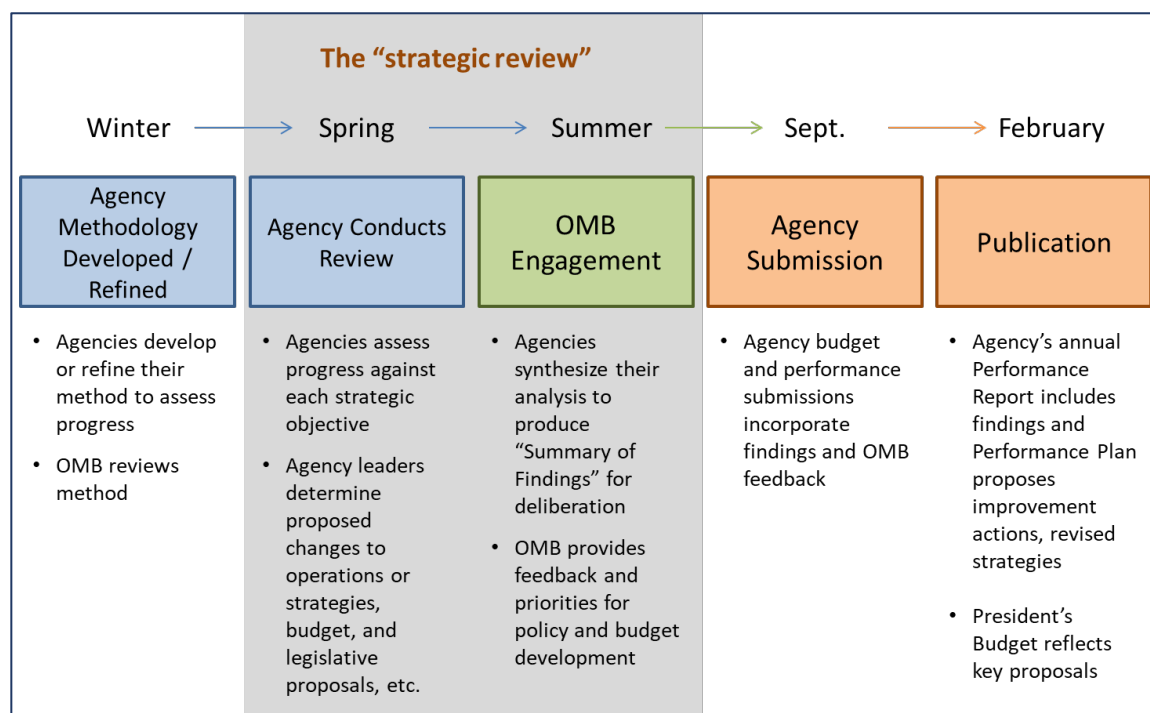 The “strategic review”
Winter
Spring
Summer
Sept.
February
Agency
Methodology
Developed /
Refined
Agency Conducts
Review
OMB
Engagement
Agency
Submission
Publication
• Agencies develop
or refine their
method to assess
progress
• OMB reviews
method
• Agencies assess
progress against
each strategic
objective
• Agency leaders
determine
proposed
changes to
operations or
strategies,
budget, and
legislative
proposals, etc.
• Agencies
synthesize their
analysis to
produce
“Summary of
Findings” for
deliberation
• OMB provides
feedback and
priorities for
policy and budget
development
• Agency budget
and performance
submissions
incorporate
findings and OMB
feedback
• Agency’s annual
Performance
Report includes
findings and
Performance Plan
proposes
improvement
actions, revised
strategies
• President’s
Budget reflects
key proposals